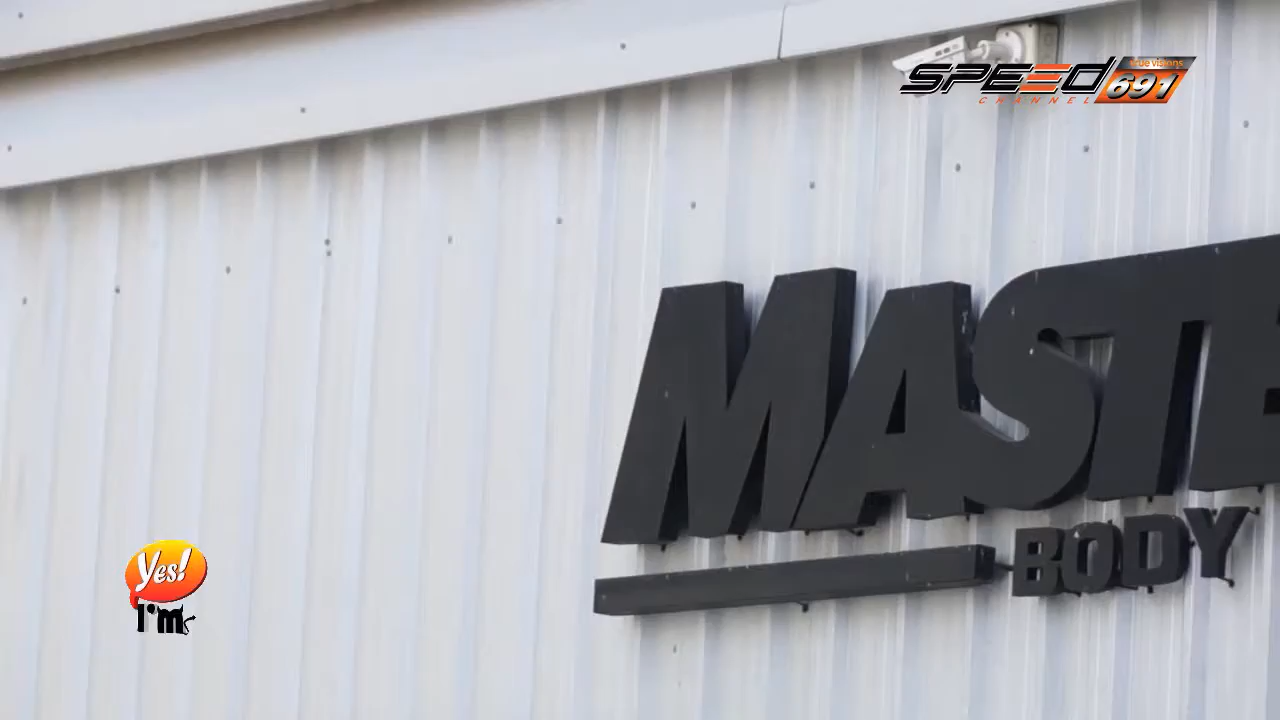 SPEED
CHANNEL
true visions
691
MASTE
BODY
Yes!
I'm